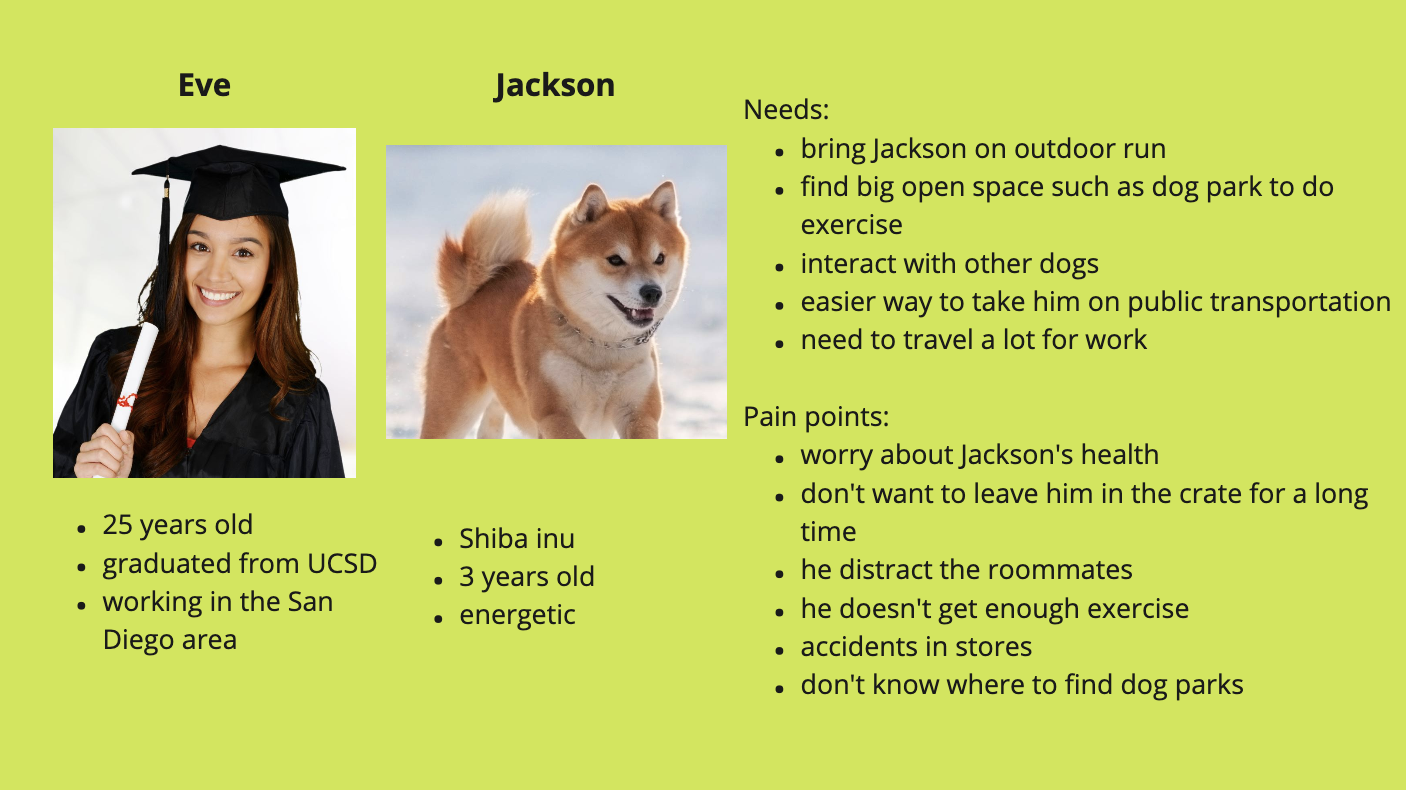 Eve
25 years old
graduated from UCSD
working in the San
Diego area
Jackson
Shiba inu
3 years old
energetic
Needs:
bring Jackson on outdoor run
find big open space such as dog park to do
exercise
interact with other dogs
easier way to take him on public transportation
need to travel a lot for work
Pain points:
worry about Jackson's health
don't want to leave him in the crate for a long
time
he distract the roommates
he doesn't get enough exercise
accidents in stores
don't know where to find dog parks